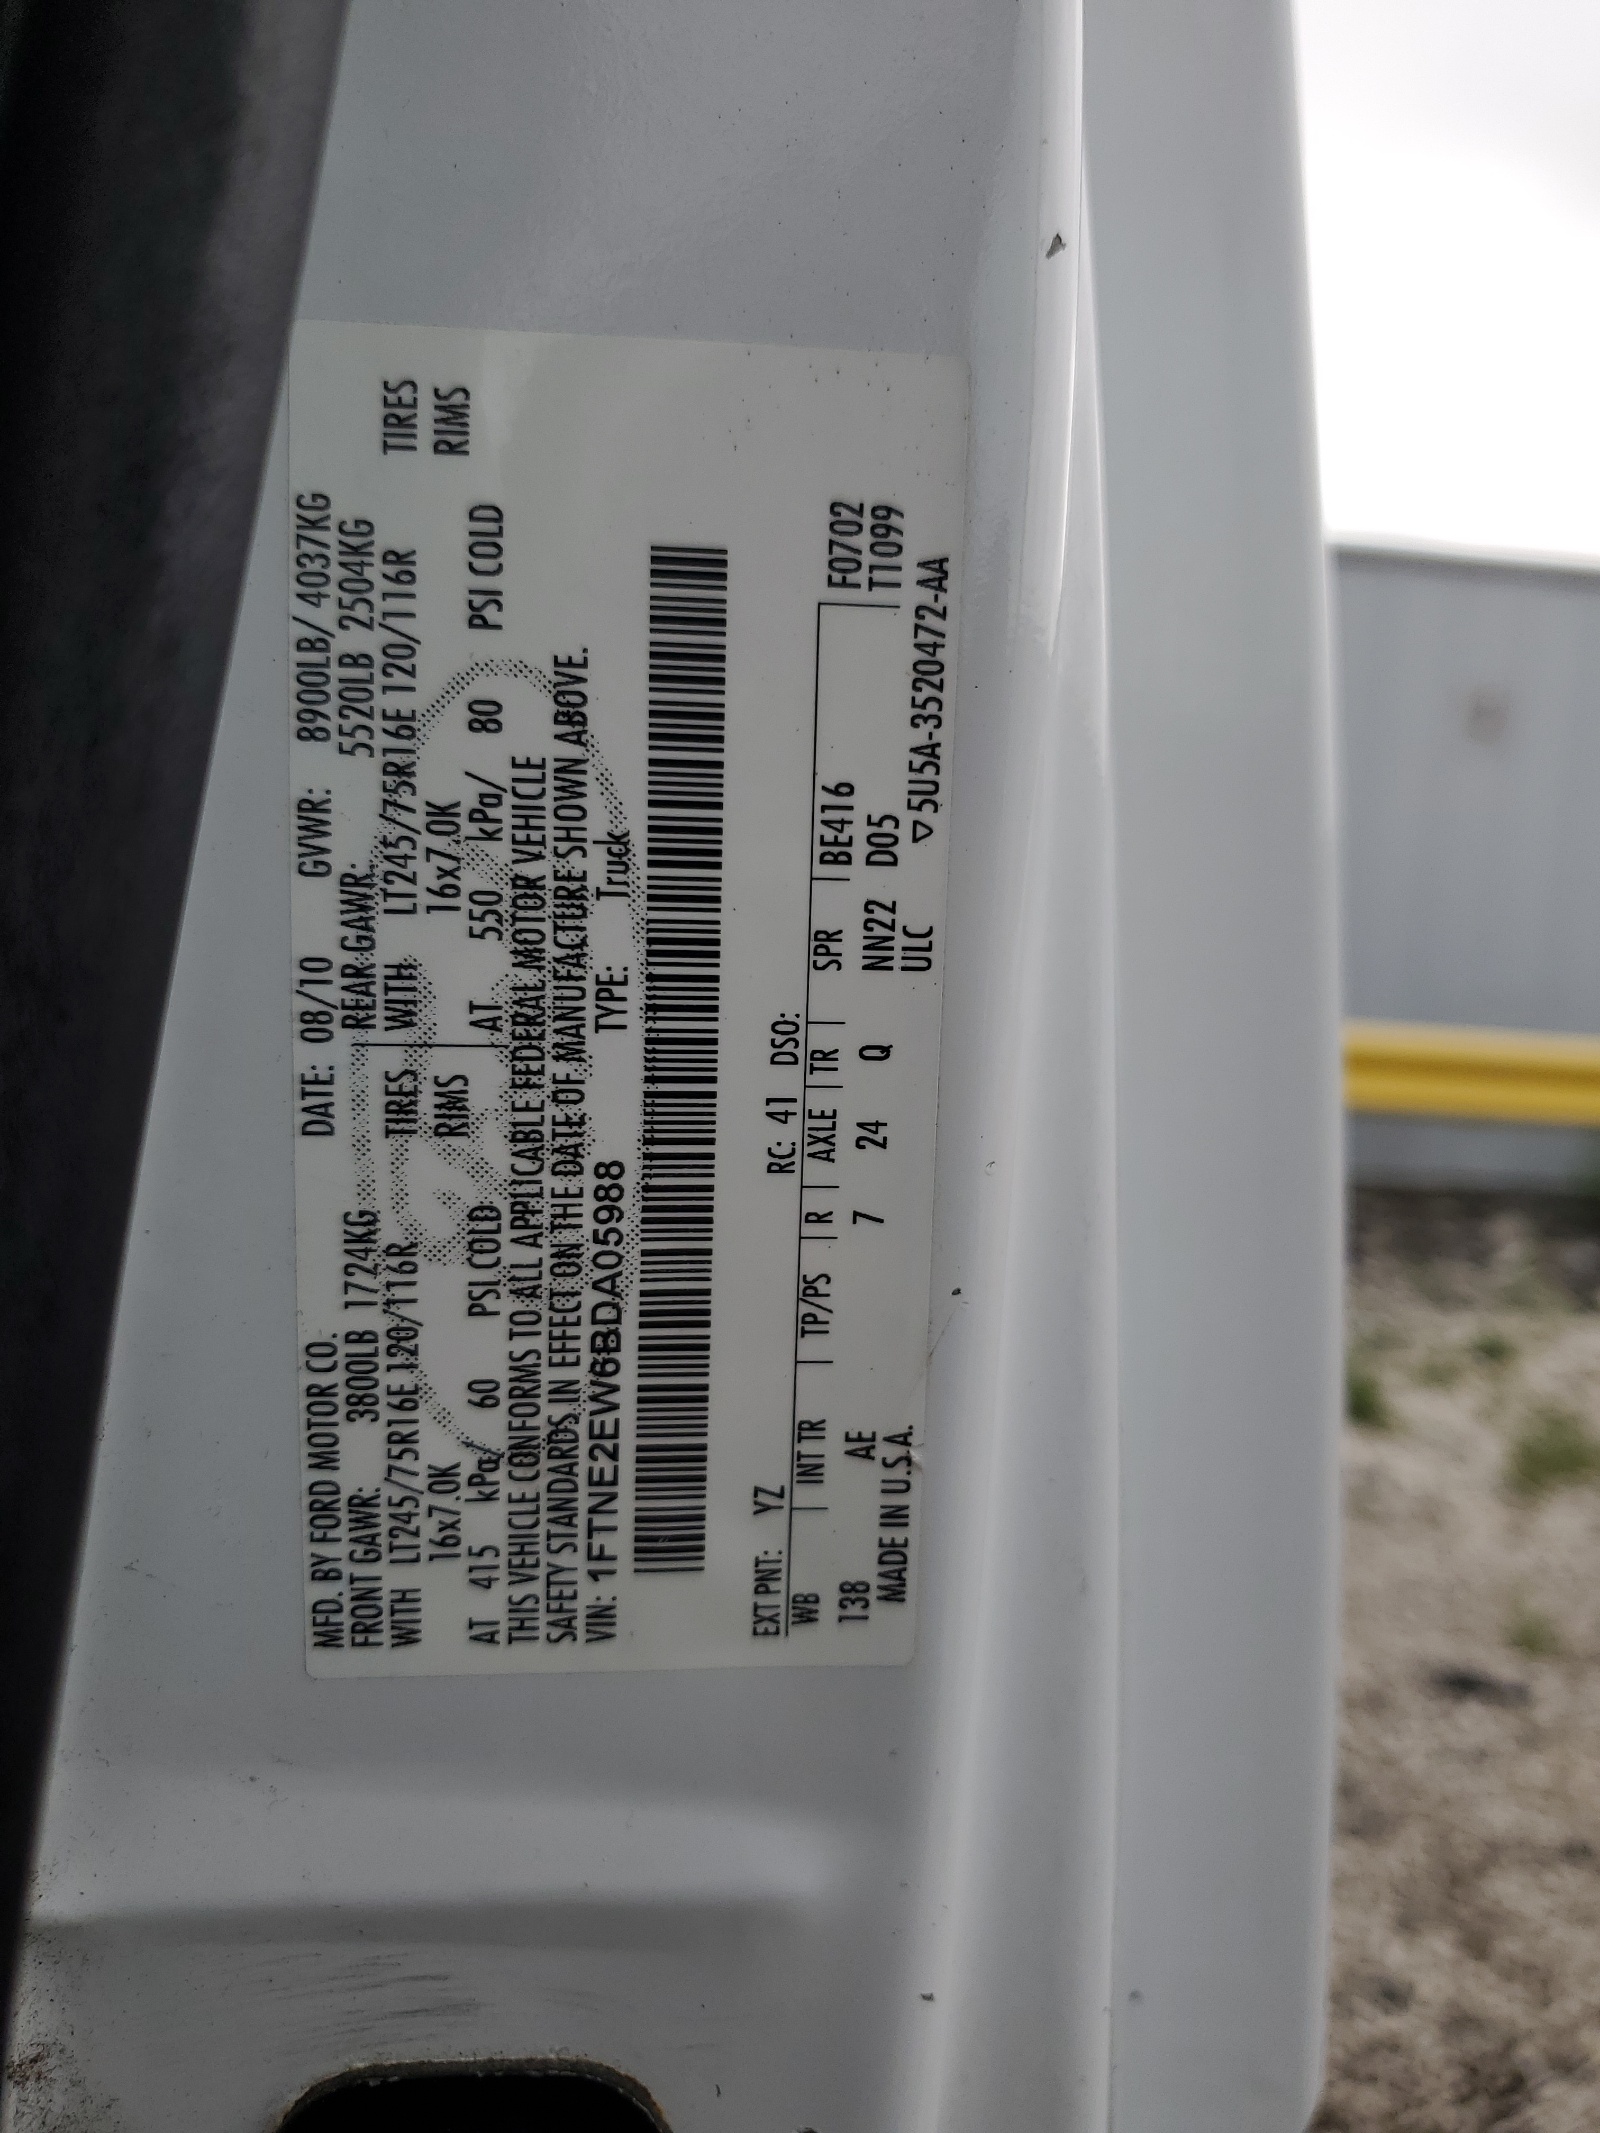 MFD. BY FORD MOTOR CO. DATE: 08/10 GVWR: 8900LB/ 4037KG
FRONT GAWR: 3800LB 1724KG REAR GAWR: 5520LB 2504KG
WITH LT245/75R16E 120/116R TIRES WITH LT245/75R16E 120/116R TIRES
16x7.0K RIMS 16x7.0K RIMS
AT 415 kPa/ 60 PSI COLD AT 550 kPa/ 80 PSI COLD
THIS VEHICLE CONFORMS TO ALL APPLICABLE FEDERAL MOTOR VEHICLE
SAFETY STANDARDS IN EFFECT ON THE DATE OF MANUFACTURE SHOWN ABOVE.
VIN: 1FTNE2EW6BDA05988 TYPE: Truck
EXT PNT: YZ RC: 41 DSO:
WB INT TR TP/PS R AXLE TR SPR BE416 F0702
138 AE 7 24 Q NN22 D05 T1099
MADE IN U.S.A. ULC
▽5U5A-3520472-AA